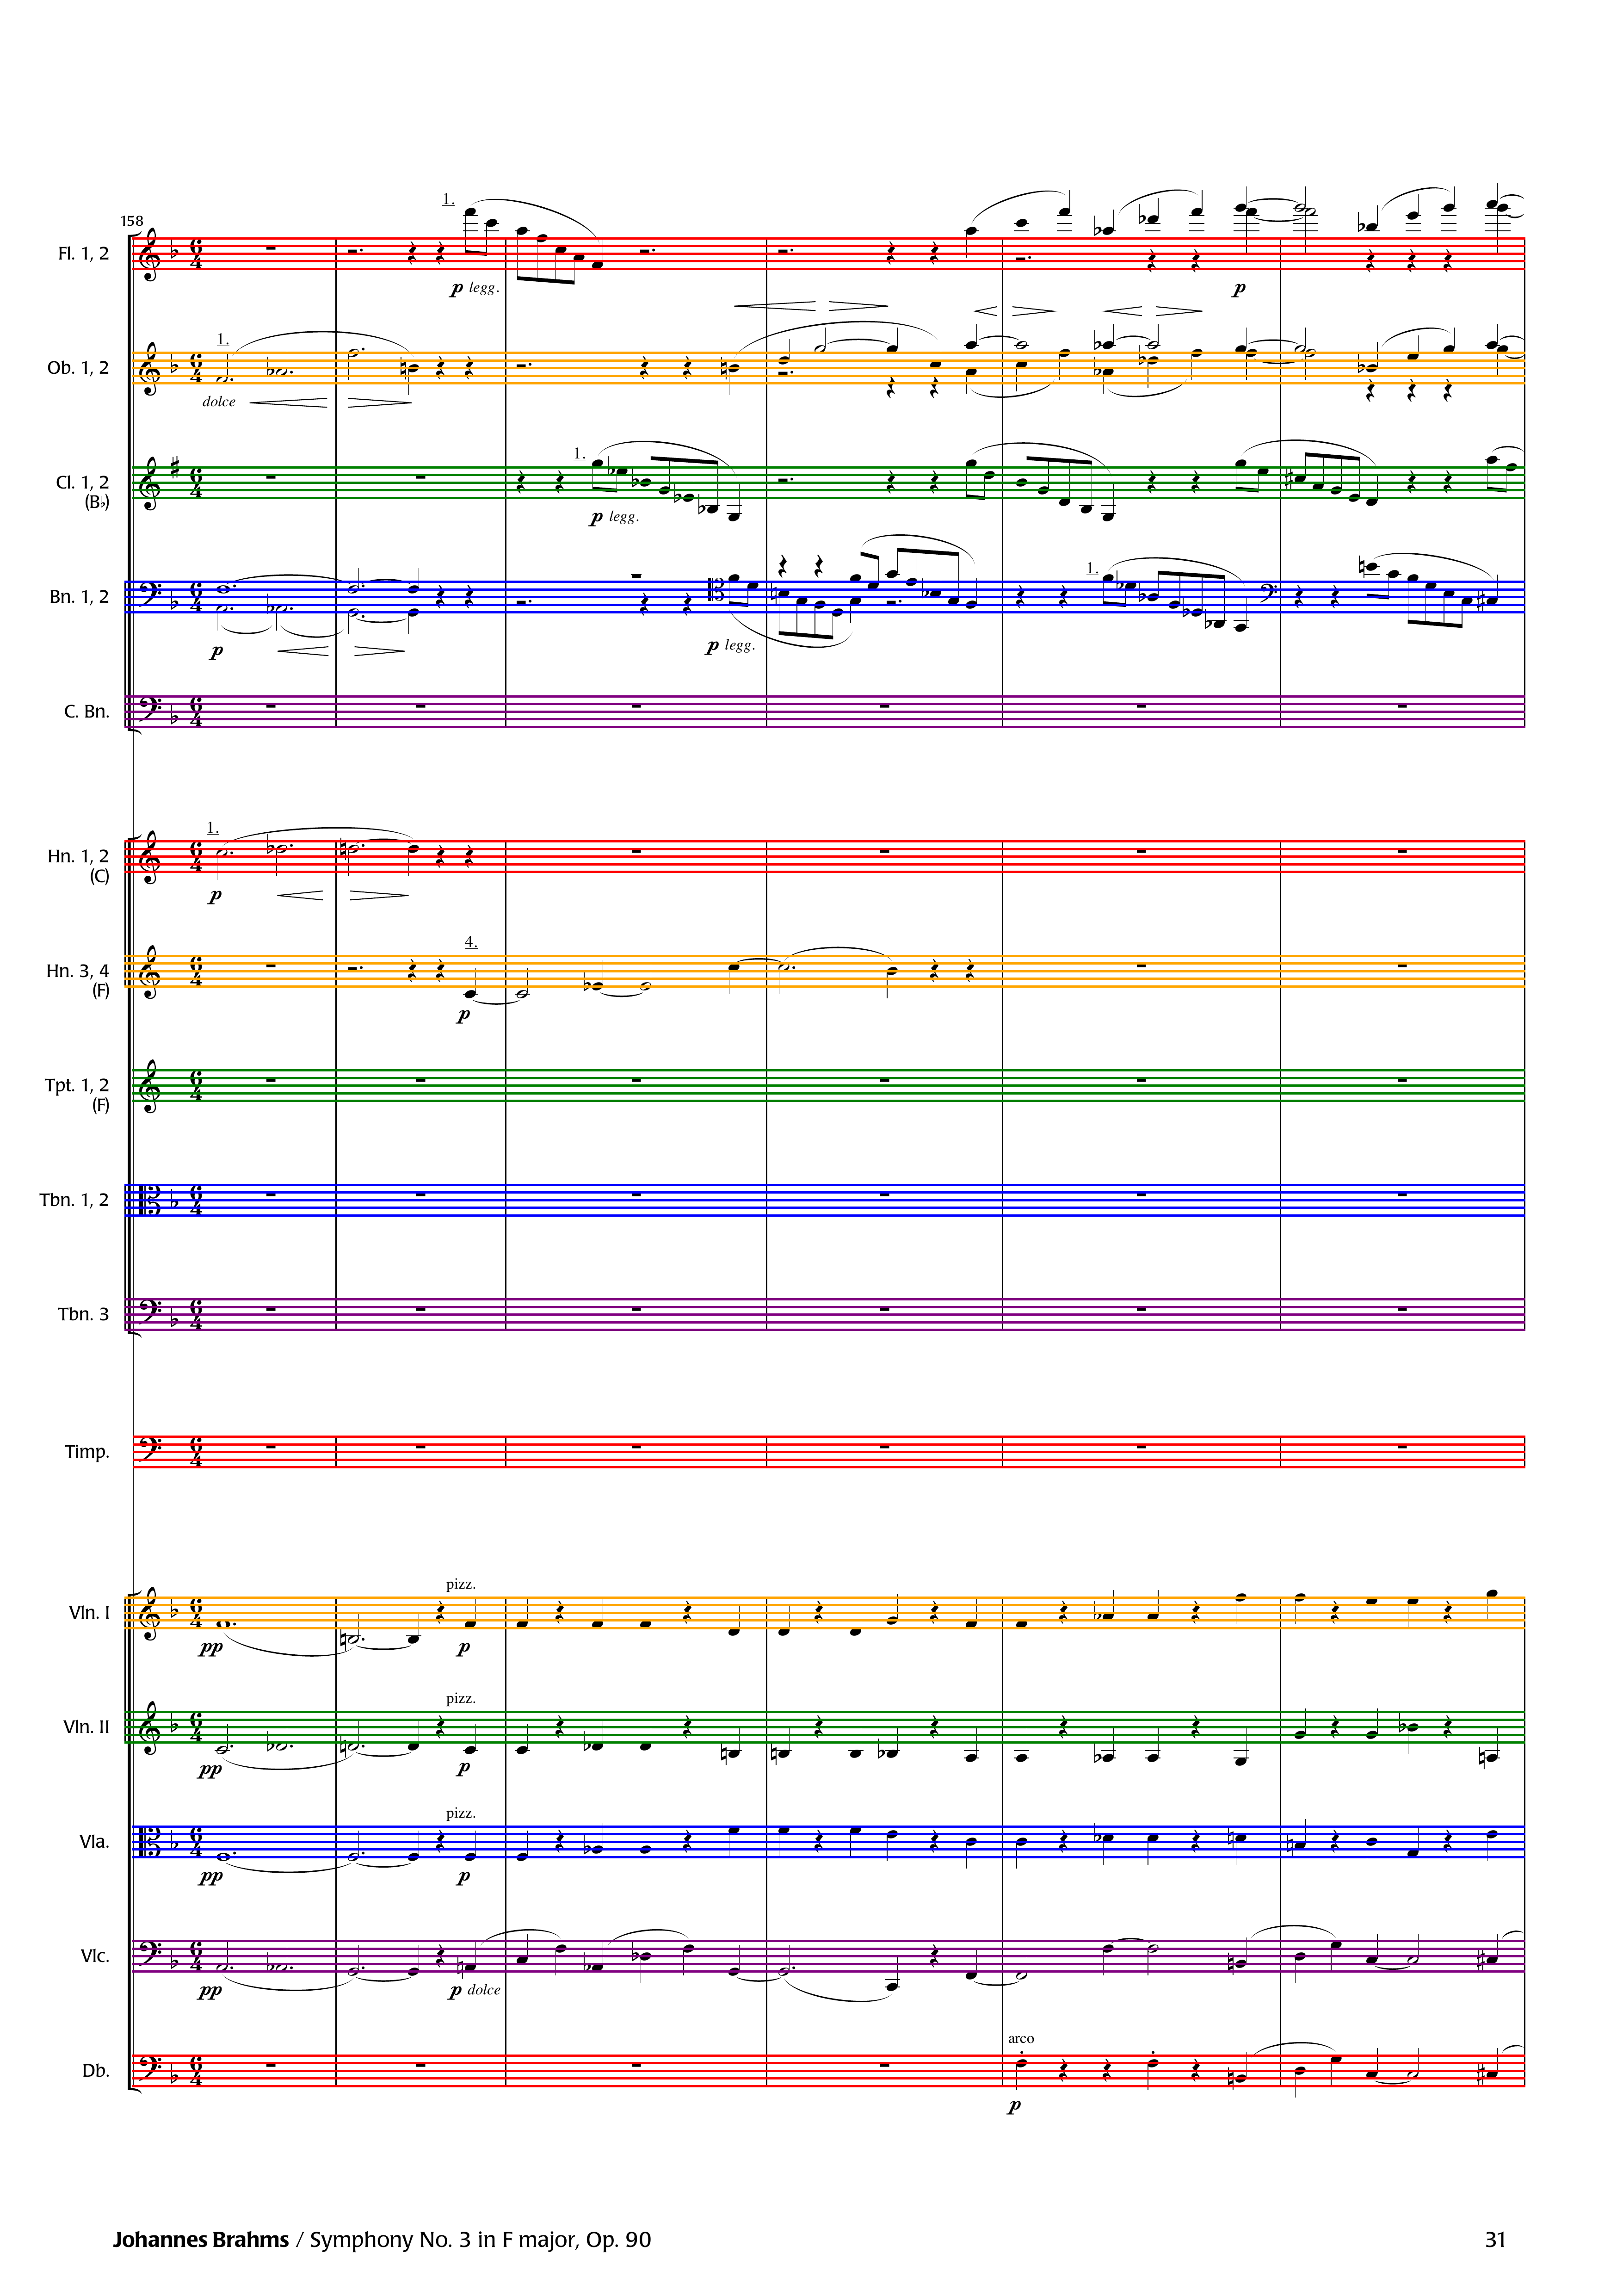 1.
158
Fl. 1, 2
p legg.
p
1.
Ob. 1, 2
dolce
1.
Cl. 1, 2
(B♭)
p legg.
1.
Bn. 1, 2
p
p legg.
C. Bn.
1.
Hn. 1, 2
(C)
p
4.
Hn. 3, 4
(F)
p
Tpt. 1, 2
(F)
Tbn. 1, 2
Tbn. 3
Timp.
pizz.
Vln. I
pp
p
pizz.
Vln. II
pp
p
pizz.
Vla.
pp
p
Vlc.
pp
p dolce
arco
Db.
p
Johannes Brahms / Symphony No. 3 in F major, Op. 90 31